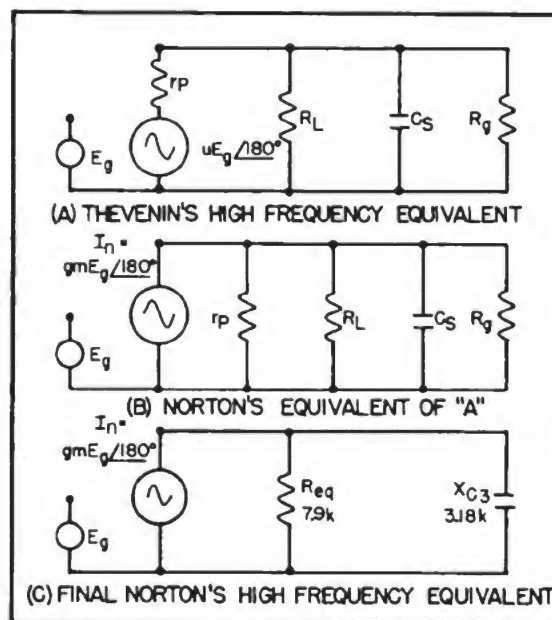 rP
Eg
uEg/180°
RL
CS
Rg
(A) THEVENIN'S HIGH FREQUENCY EQUIVALENT
In =
gmEg/180°
Eg
rP
RL
CS
Rg
(B) NORTON'S EQUIVALENT OF "A"
In =
gmEg/180°
Eg
Req
7.9k
XC3
3.18k
(C) FINAL NORTON'S HIGH FREQUENCY EQUIVALENT